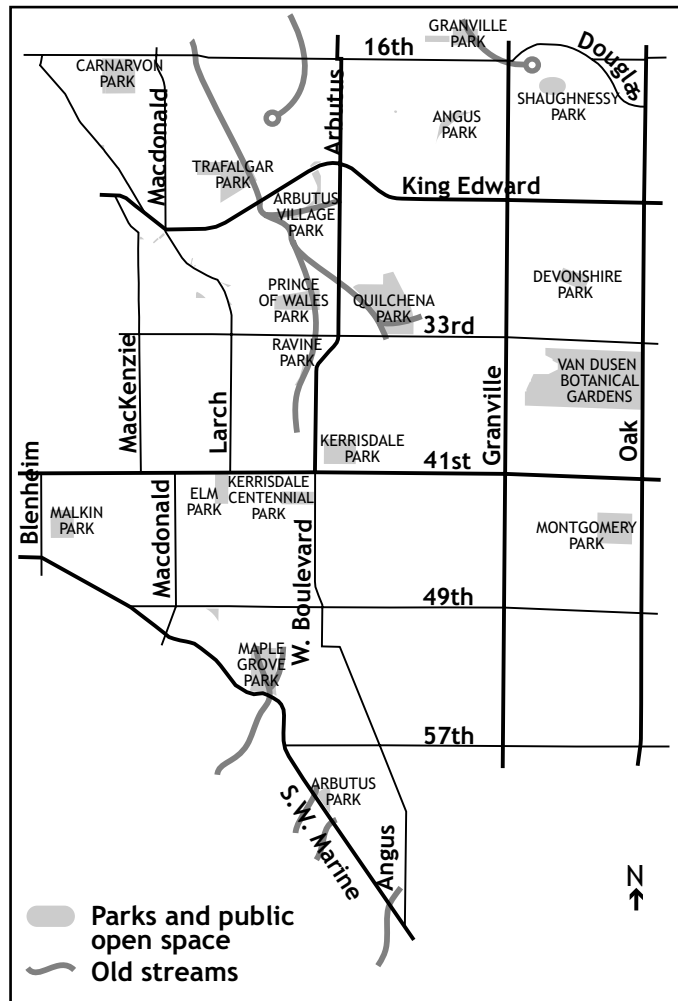 GRANVILLE
PARK
16th
Douglas
CARNARVON
PARK
SHAUGHNESSY
PARK
Macdonald
Arbutus
ANGUS
PARK
TRAFALGAR
PARK
King Edward
ARBUTUS
VILLAGE
PARK
DEVONSHIRE
PARK
PRINCE
OF WALES
PARK
QUILCHENA
PARK
33rd
RAVINE
PARK
MacKenzie
Larch
VAN DUSEN
BOTANICAL
GARDENS
Granville
Oak
KERRISDALE
PARK
41st
Blenheim
MALKIN
PARK
Macdonald
ELM
PARK
KERRISDALE
CENTENNIAL
PARK
W. Boulevard
MONTGOMERY
PARK
49th
MAPLE
GROVE
PARK
57th
ARBUTUS
PARK
S.W. Marine
Angus
N
Parks and public
open space
Old streams